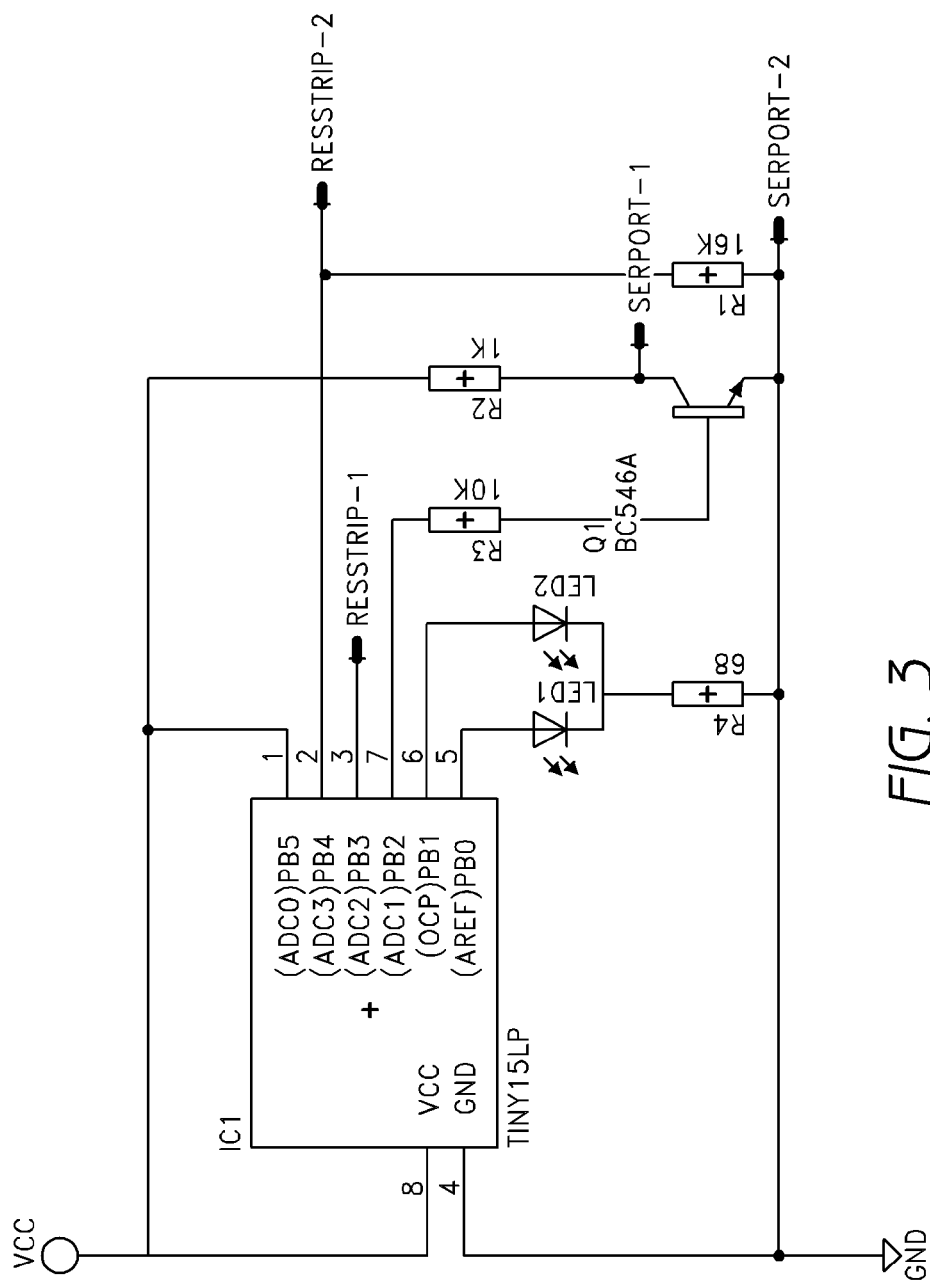 VCC
IC1
8
4
VCC
GND
TINY15LP
(ADC0)PB5
(ADC3)PB4
(ADC2)PB3
(ADC1)PB2
(OCP)PB1
(AREF)PB0
1
2
3
7
6
5
RESSTRIP-2
RESSTRIP-1
SERPORT-1
SERPORT-2
R3
10K
R2
1K
R1
16K
Q1
BC546A
LED1
LED2
R4
68
GND
FIG. 3